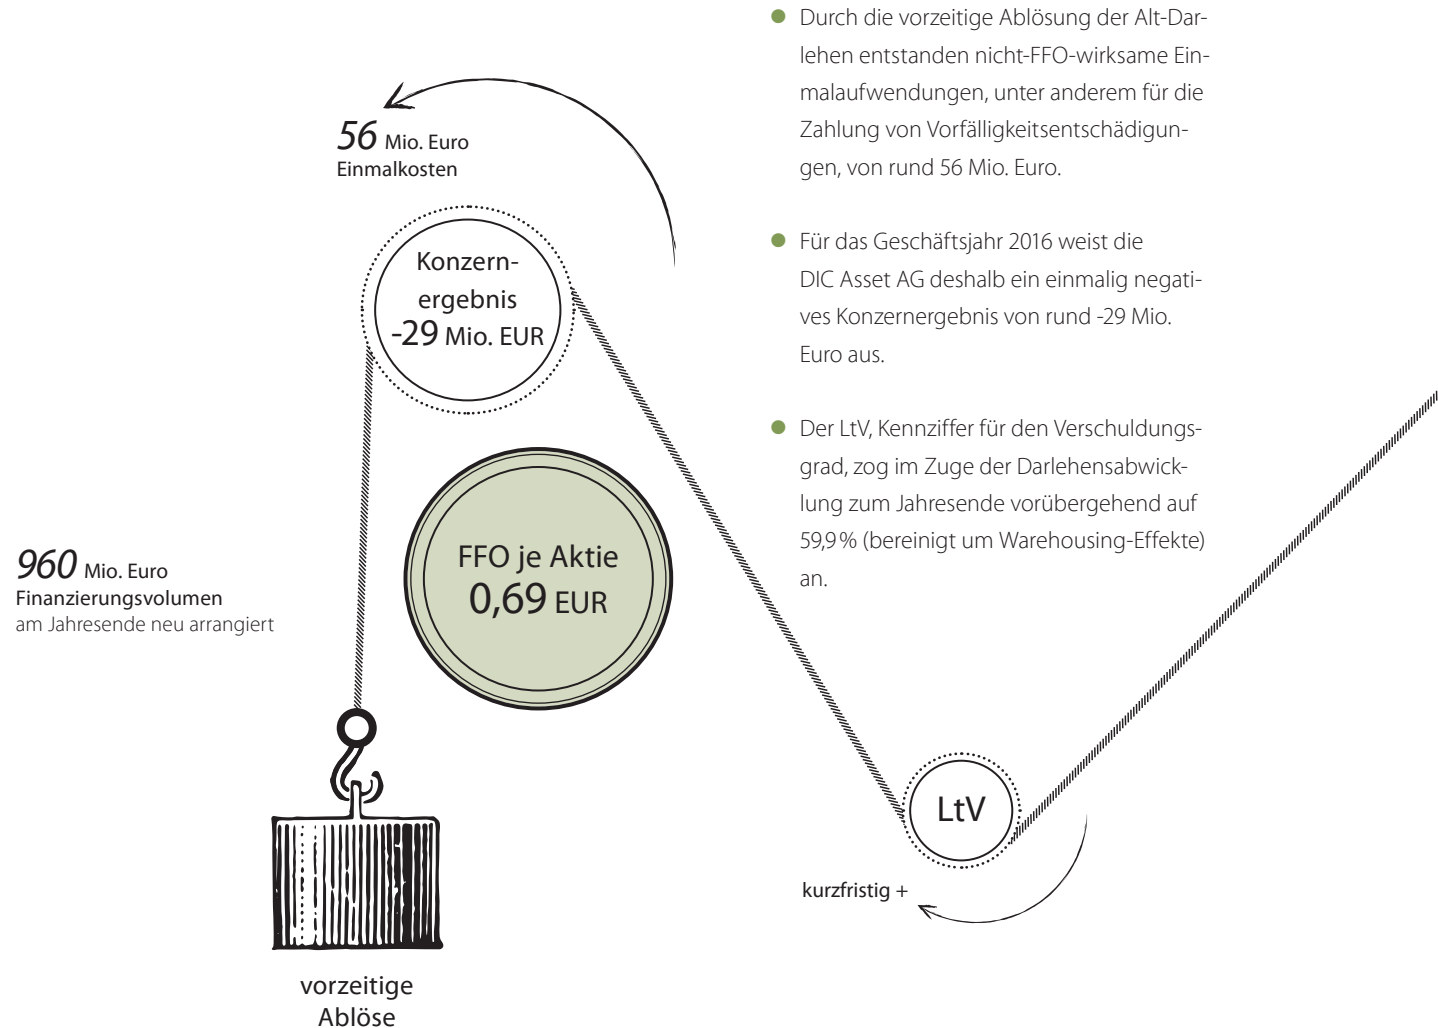 Durch die vorzeitige Ablösung der Alt-Dar-
lehen entstanden nicht-FFO-wirksame Ein-
malaufwendungen, unter anderem für die
Zahlung von Vorfälligkeitsentschädigun-
gen, von rund 56 Mio. Euro.
Für das Geschäftsjahr 2016 weist die
DIC Asset AG deshalb ein einmalig negati-
ves Konzernergebnis von rund -29 Mio.
Euro aus.
Der LtV, Kennziffer für den Verschuldungs-
grad, zog im Zuge der Darlehensabwick-
lung zum Jahresende vorübergehend auf
59,9 % (bereinigt um Warehousing-Effekte)
an.
56 Mio. Euro
Einmalkosten
Konzern-
ergebnis
-29 Mio. EUR
FFO je Aktie
0,69 EUR
960 Mio. Euro
Finanzierungsvolumen
am Jahresende neu arrangiert
LtV
kurzfristig +
vorzeitige
Ablöse